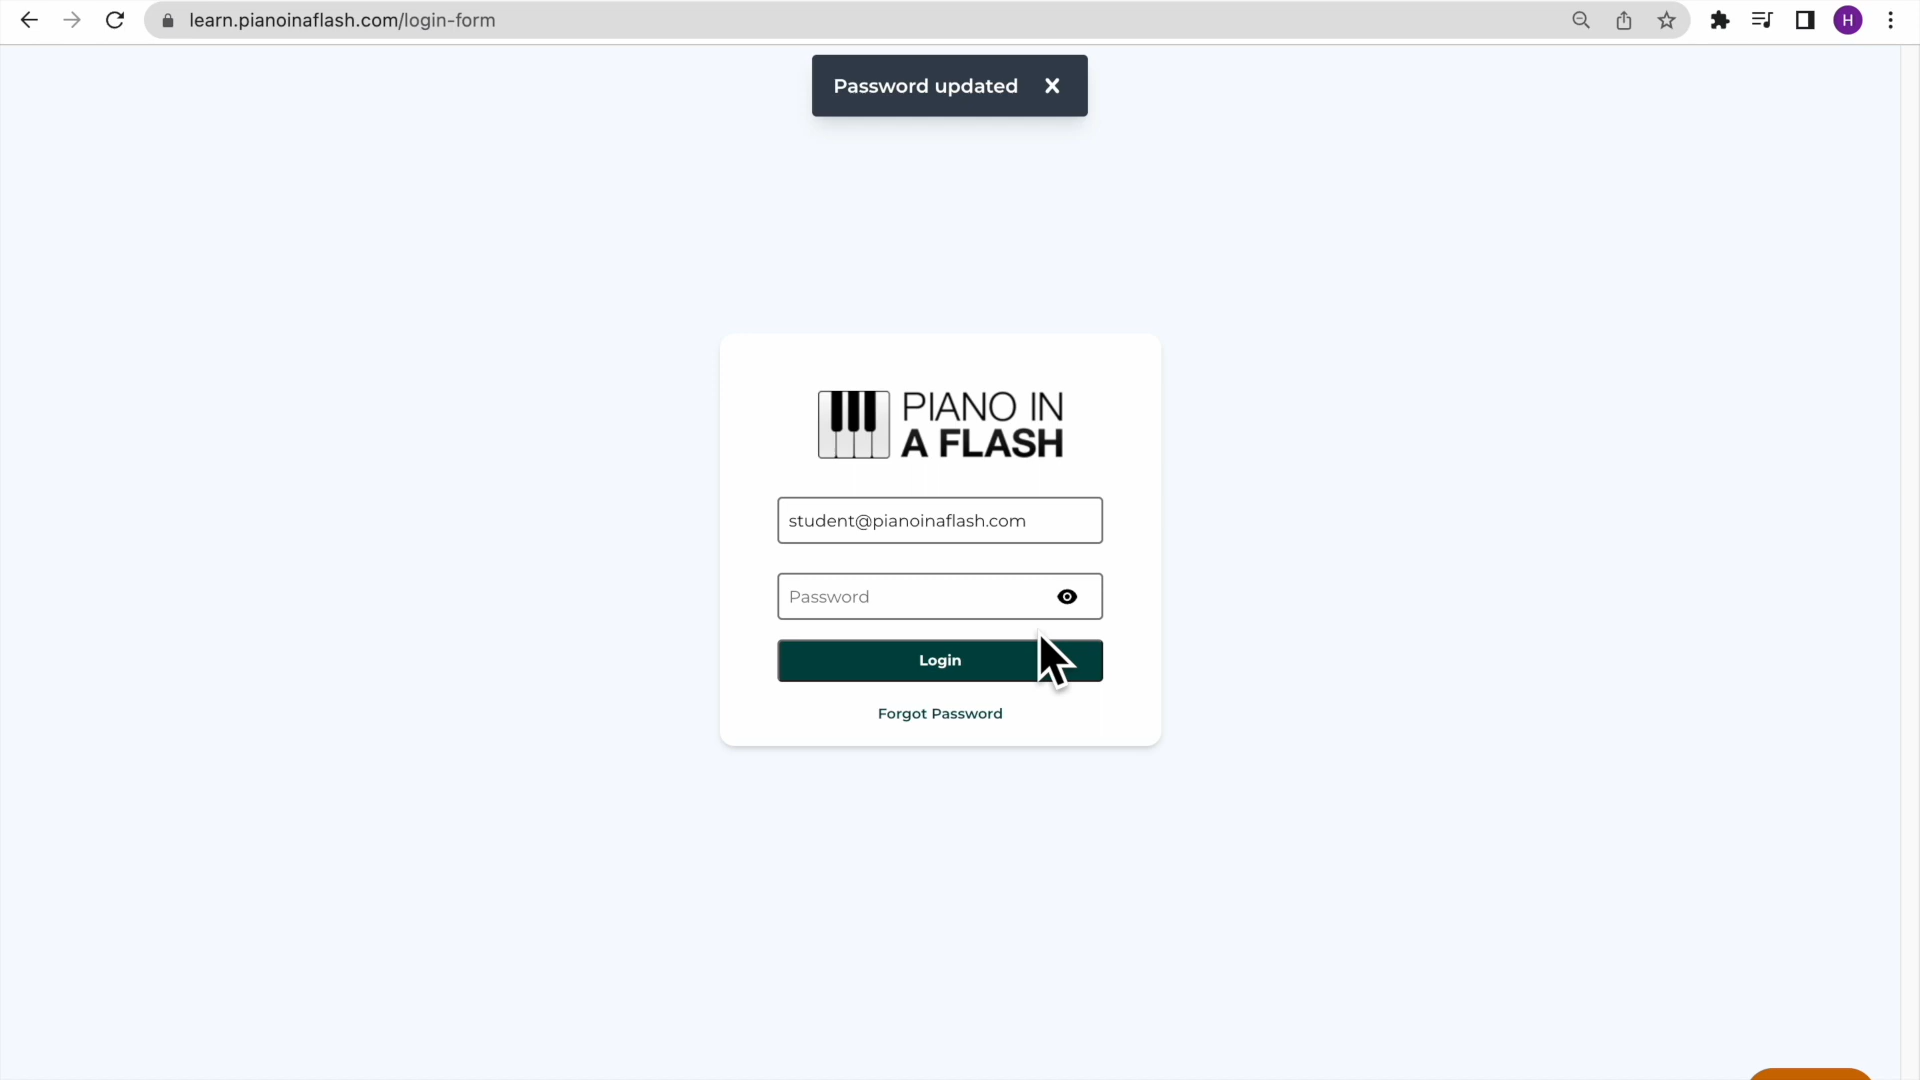 learn.pianoinaflash.com/login-form
H
Password updated
PIANO IN
A FLASH
student@pianoinaflash.com
Password
Login
Forgot Password